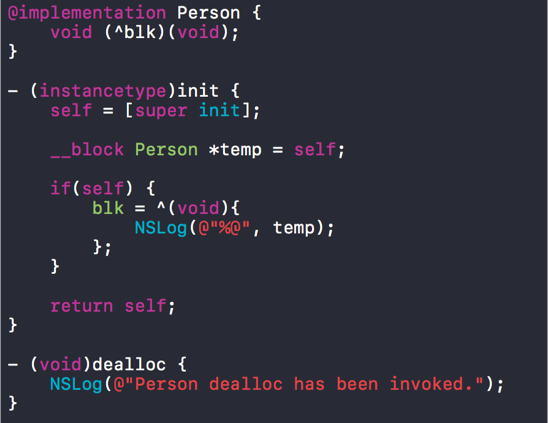 @implementation Person {
    void (^blk)(void);
}
- (instancetype)init {
    self = [super init];
    __block Person *temp = self;
    if(self) {
        blk = ^(void){
            NSLog(@"%@", temp);
        };
    }
    return self;
}
- (void)dealloc {
    NSLog(@"Person dealloc has been invoked.");
}